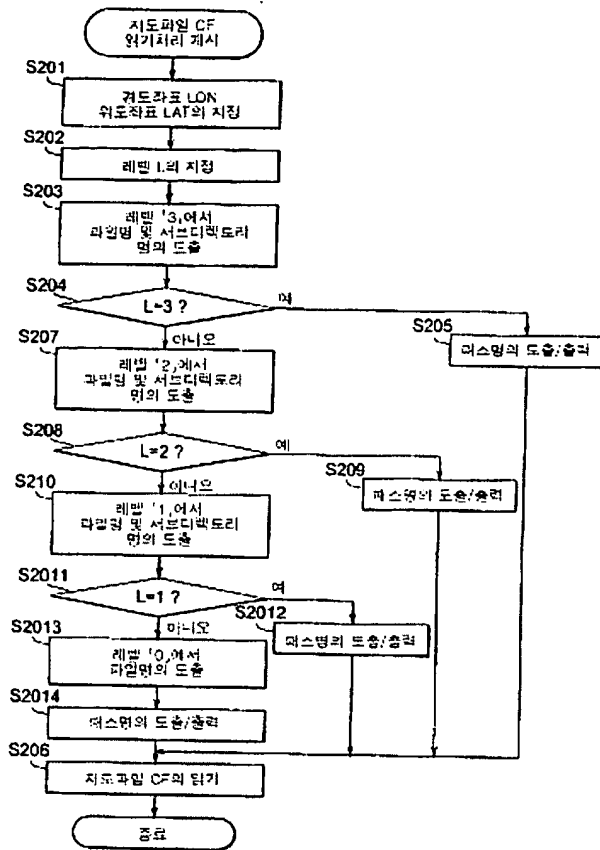 지도파일 CF
읽기처리 개시
S201
경도좌표 LON
위도좌표 LAT의 지정
S202
레벨 L의 지정
S203
레벨 「3」에서
파일명 및 서브디렉토리
명의 도출
S204
L=3 ?
예
S205
패스명의 도출/출력
아니오
S207
레벨 「2」에서
파일명 및 서브디렉토리
명의 도출
S208
L=2 ?
예
S209
패스명의 도출/출력
아니오
S210
레벨 「1」에서
파일명 및 서브디렉토리
명의 도출
S2011
L=1 ?
예
S2012
패스명의 도출/출력
아니오
S2013
레벨 「0」에서
파일명의 도출
S2014
패스명의 도출/출력
S206
지도파일 CF의 읽기
종료